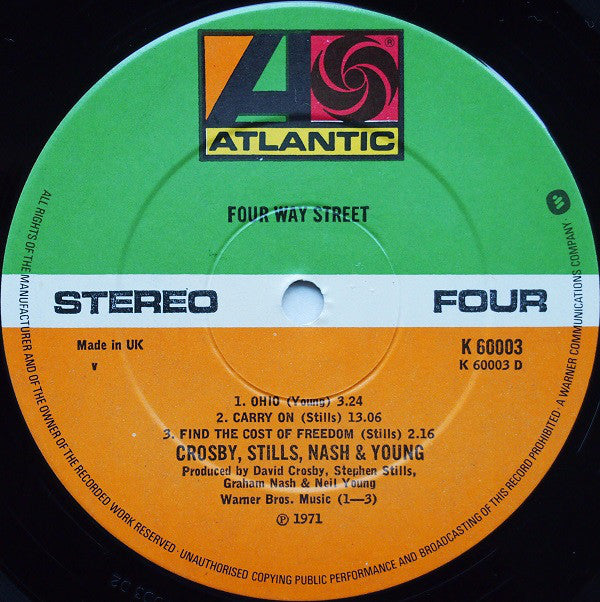 ATLANTIC
®
FOUR WAY STREET
STEREO
FOUR
Made in UK
V
K 60003
K 60003 D
1. OHIO (Young) 3.24
2. CARRY ON (Stills) 13.06
3. FIND THE COST OF FREEDOM (Stills) 2.16
CROSBY, STILLS, NASH & YOUNG
Produced by David Crosby, Stephen Stills,
Graham Nash & Neil Young
Warner Bros. Music (1—3)
℗ 1971
ALL RIGHTS OF THE MANUFACTURER AND OF THE OWNER OF THE RECORDED WORK RESERVED · UNAUTHORISED COPYING PUBLIC PERFORMANCE AND BROADCASTING OF THIS RECORD PROHIBITED A WARNER COMMUNICATIONS COMPANY